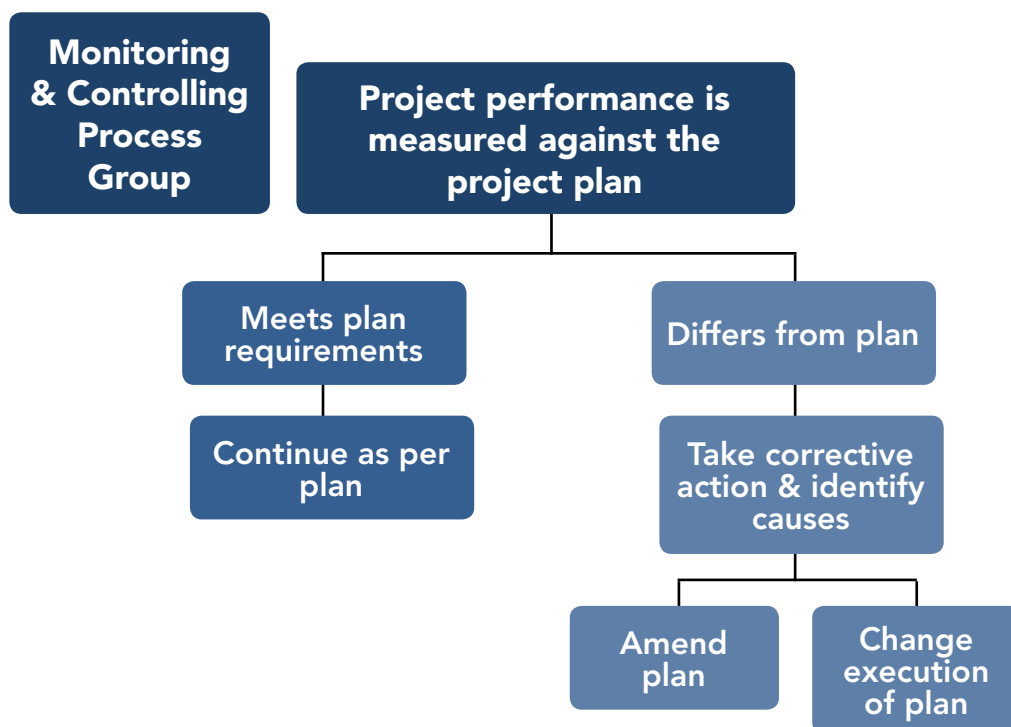 Monitoring
& Controlling
Process
Group
Project performance is
measured against the
project plan
Meets plan
requirements
Differs from plan
Continue as per
plan
Take corrective
action & identify
causes
Amend
plan
Change
execution
of plan